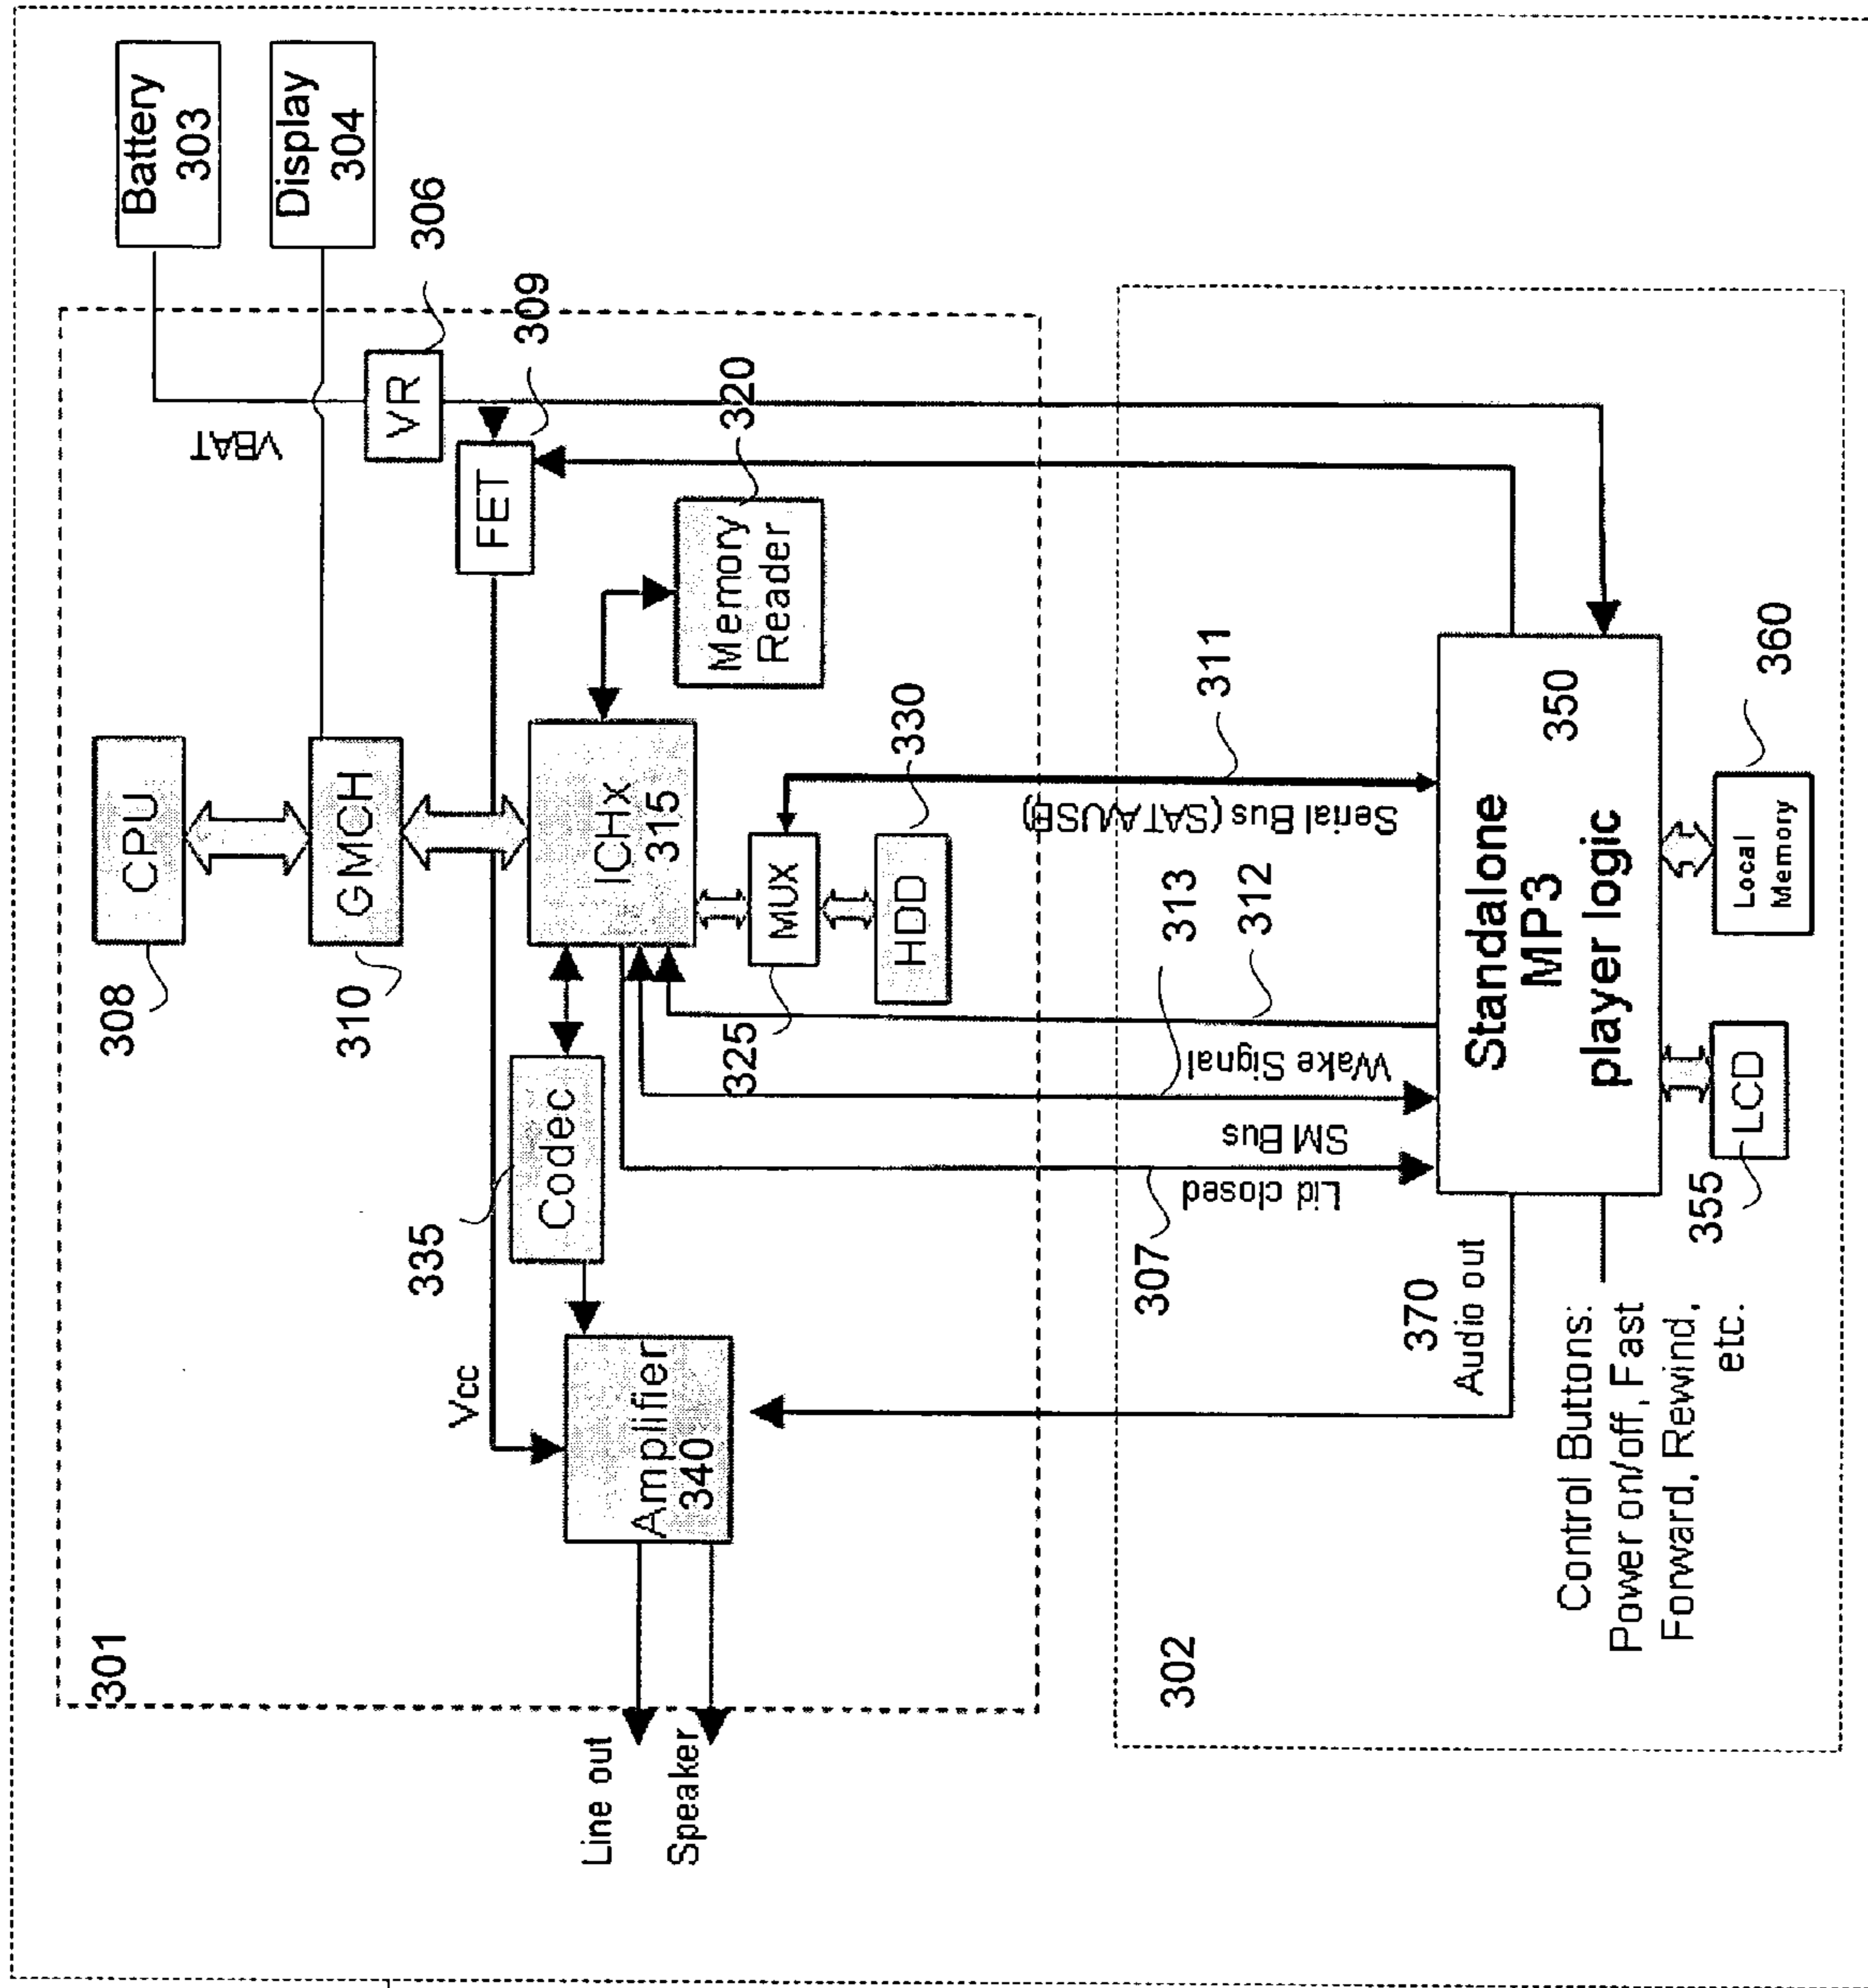 301
Battery
303
Display
304
CPU
308
GMCH
310
VBAT
VR
306
FET
309
Vcc
Memory
Reader
320
ICHx
315
MUX
325
HDD
330
Codec
335
Amplifier
340
Line out
Speaker
302
Serial Bus (SATA/USB)
311
Wake Signal
312
SM Bus
313
Lid closed
307
370
Audio out
Standalone
MP3
player logic
350
LCD
355
Local
Memory
360
Control Buttons:
Power on/off, Fast
Forward, Rewind,
etc.